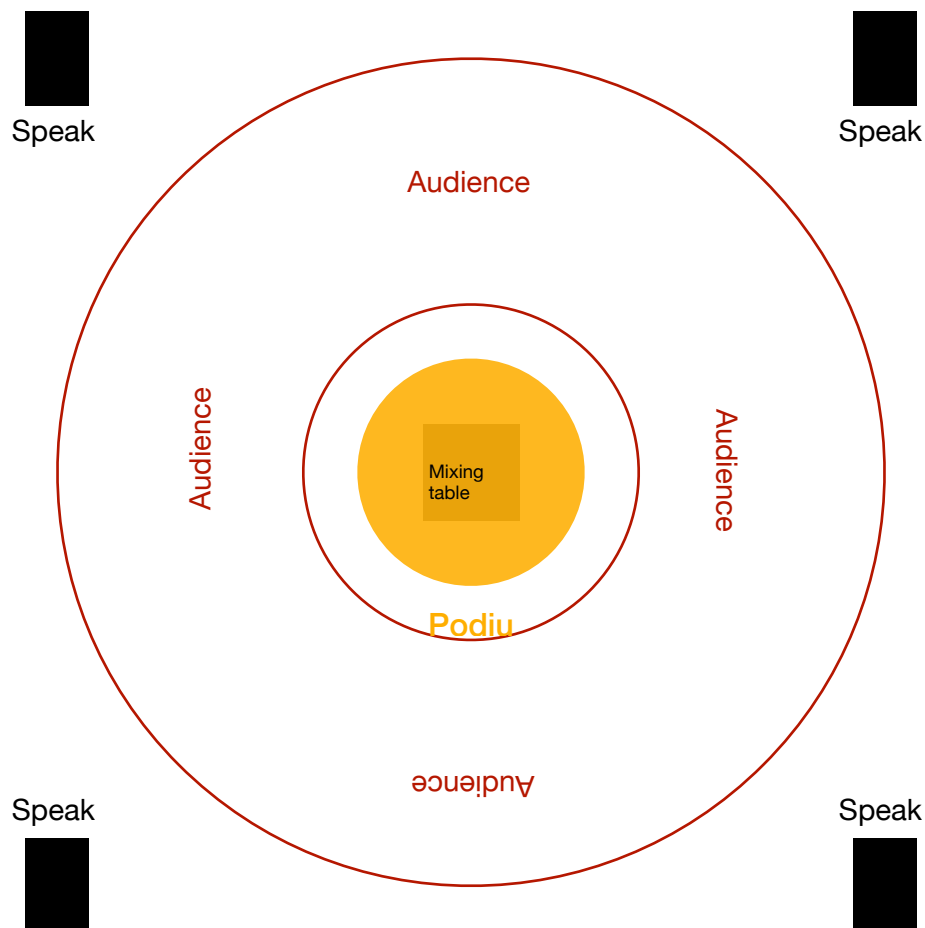 Speak
Speak
Audience
Audience
Audience
Mixing
table
Podiu
Audience
Speak
Speak